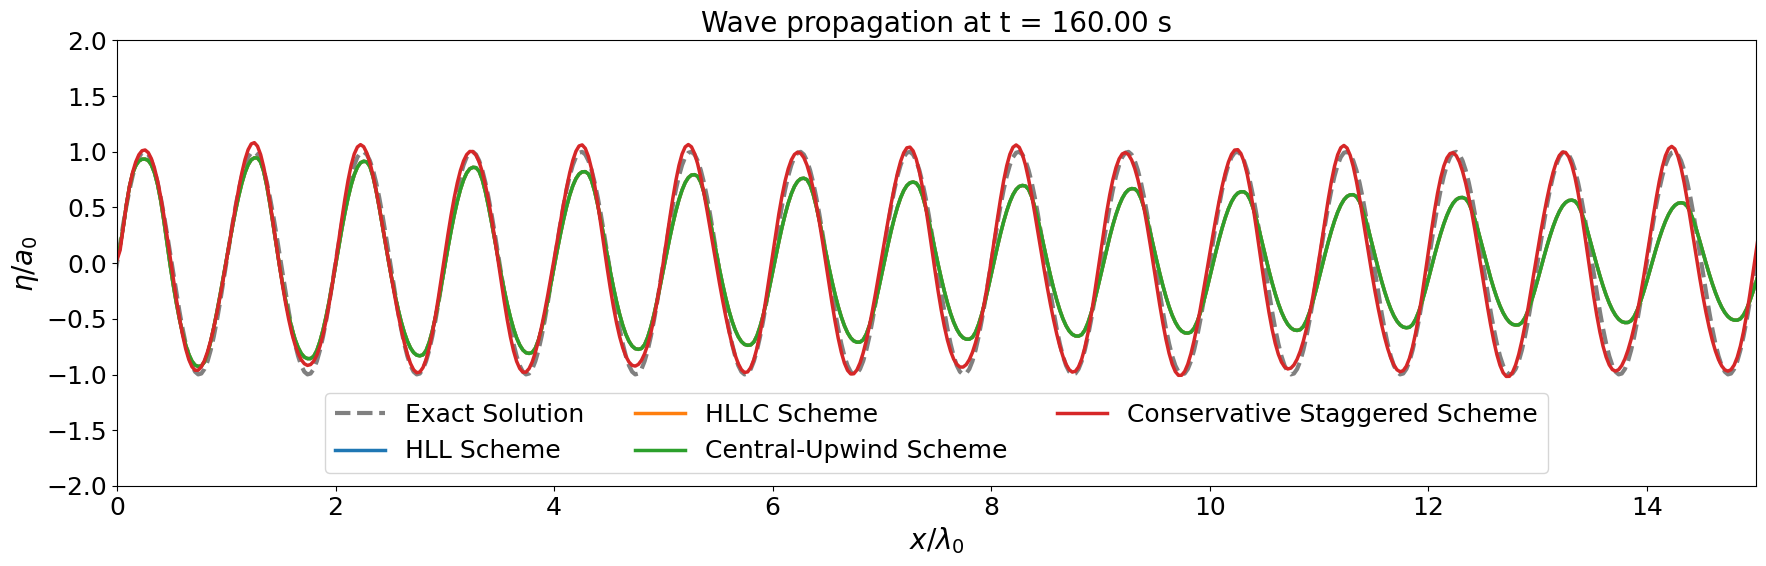 Wave propagation at t = 160.00 s
2.0
1.5
1.0
0.5
0.0
−0.5
−1.0
−1.5
−2.0
η/a₀
Exact Solution
HLL Scheme
HLLC Scheme
Central-Upwind Scheme
Conservative Staggered Scheme
0 2 4 6 8 10 12 14
x/λ₀